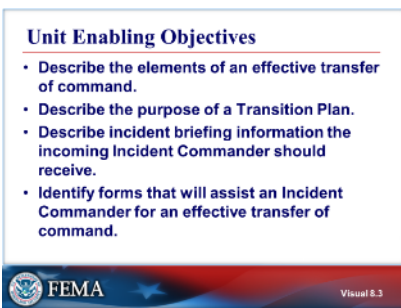 Unit Enabling Objectives
• Describe the elements of an effective transfer
of command.
• Describe the purpose of a Transition Plan.
• Describe incident briefing information the
incoming Incident Commander should
receive.
• Identify forms that will assist an Incident
Commander for an effective transfer of
command.
FEMA
Visual 8.3